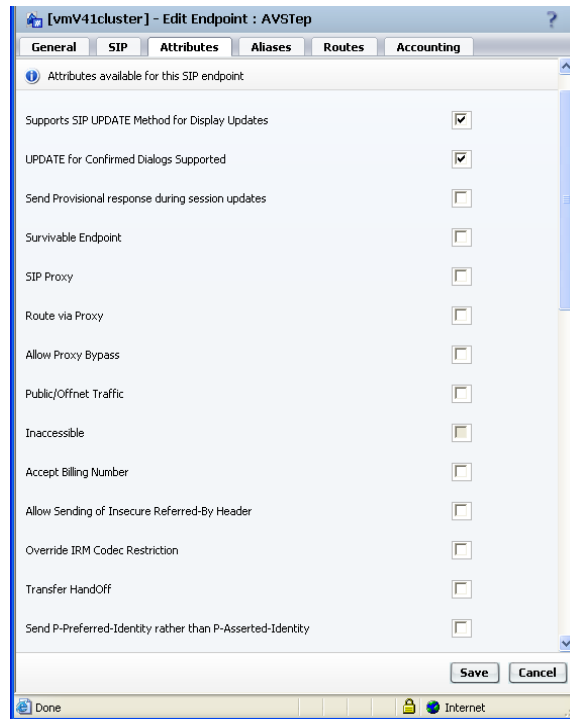 [vmV41cluster] - Edit Endpoint : AVSTep
?
General SIP Attributes Aliases Routes Accounting
Attributes available for this SIP endpoint
Supports SIP UPDATE Method for Display Updates
UPDATE for Confirmed Dialogs Supported
Send Provisional response during session updates
Survivable Endpoint
SIP Proxy
Route via Proxy
Allow Proxy Bypass
Public/Offnet Traffic
Inaccessible
Accept Billing Number
Allow Sending of Insecure Referred-By Header
Override IRM Codec Restriction
Transfer HandOff
Send P-Preferred-Identity rather than P-Asserted-Identity
Save Cancel
Done Internet